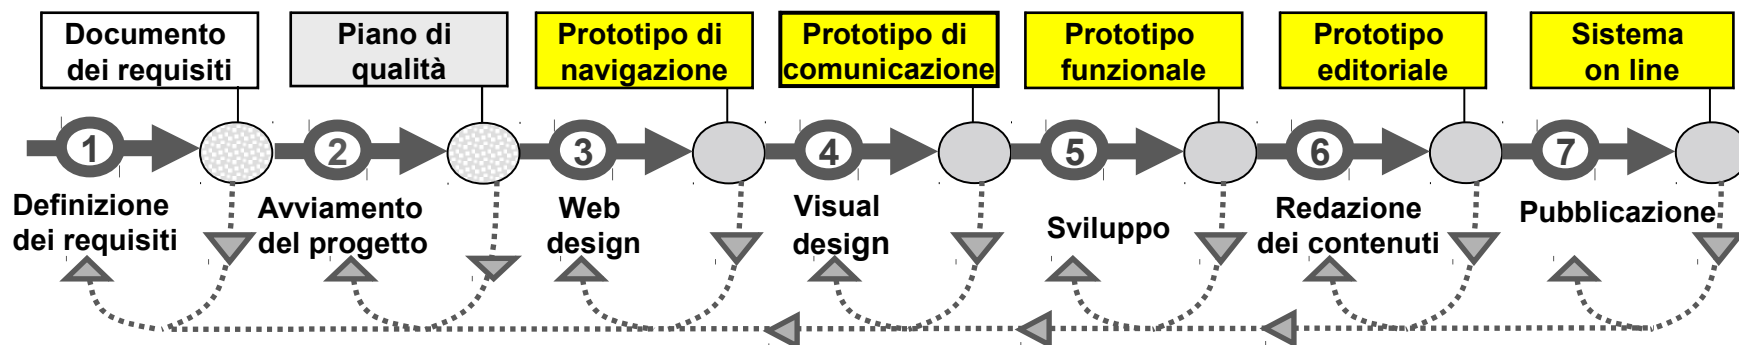 Documento
dei requisiti
Piano di
qualità
Prototipo di
navigazione
Prototipo di
comunicazione
Prototipo
funzionale
Prototipo
editoriale
Sistema
on line
1
2
3
4
5
6
7
Definizione
dei requisiti
Avviamento
del progetto
Web
design
Visual
design
Sviluppo
Redazione
dei contenuti
Pubblicazione